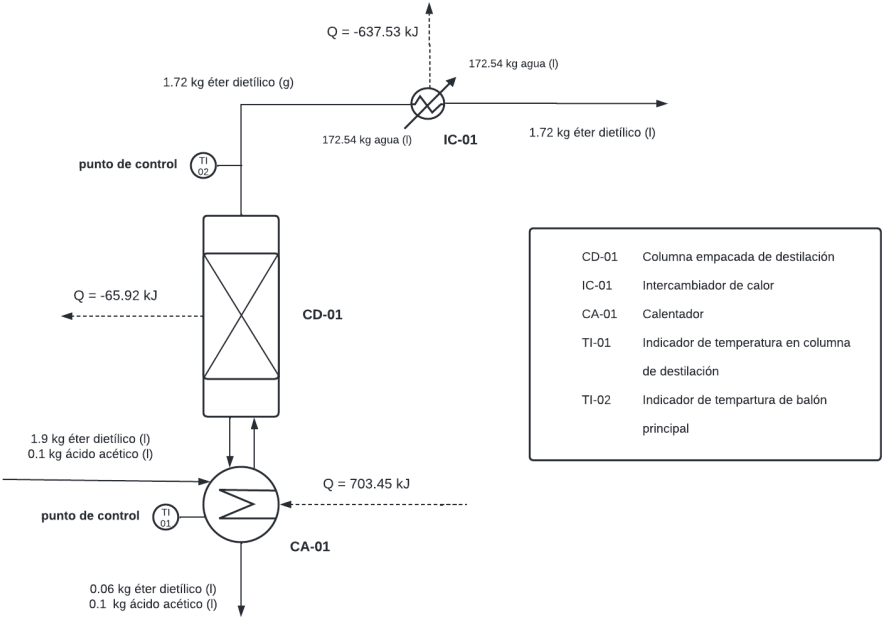 Q = -637.53 kJ
172.54 kg agua (l)
1.72 kg éter dietílico (g)
172.54 kg agua (l)
IC-01
1.72 kg éter dietílico (l)
punto de control
TI
02
Q = -65.92 kJ
CD-01
1.9 kg éter dietílico (l)
0.1 kg ácido acético (l)
Q = 703.45 kJ
punto de control
TI
01
CA-01
0.06 kg éter dietílico (l)
0.1 kg ácido acético (l)
CD-01 Columna empacada de destilación
IC-01 Intercambiador de calor
CA-01 Calentador
TI-01 Indicador de temperatura en columna
de destilación
TI-02 Indicador de tempartura de balón
principal